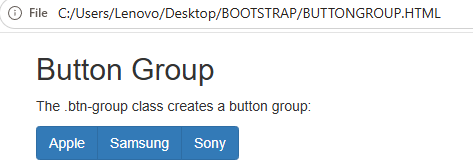 File C:/Users/Lenovo/Desktop/BOOTSTRAP/BUTTONGROUP.HTML
Button Group
The .btn-group class creates a button group:
Apple Samsung Sony